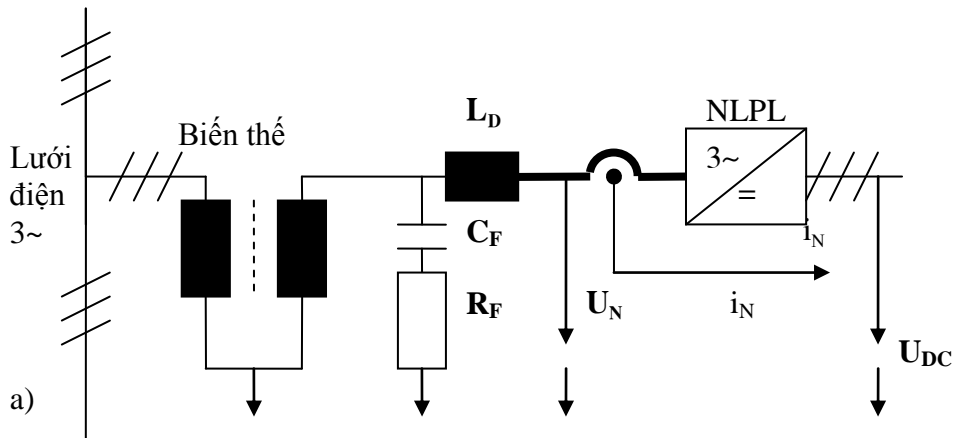 Lưới
điện
3~
Biến thế
C_F
R_F
L_D
U_N
NLPL
3~
=
i_N
i_N
U_DC
a)